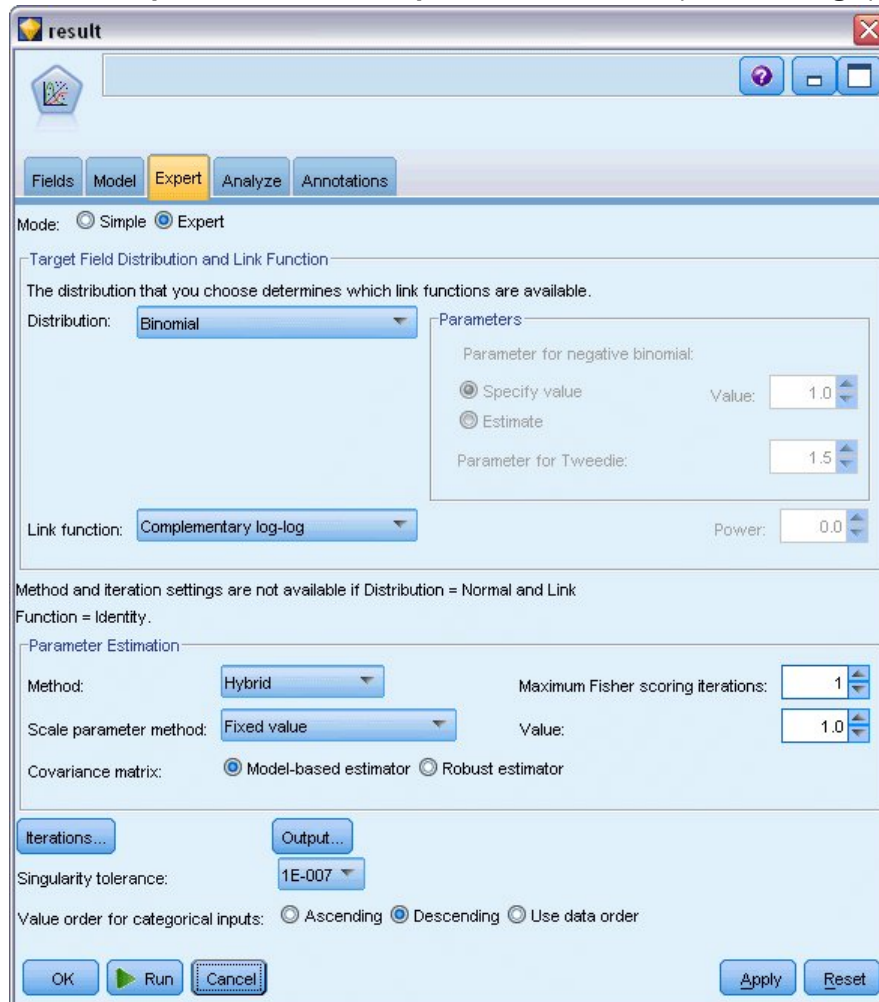 result
Fields Model Expert Analyze Annotations
Mode: Simple Expert
Target Field Distribution and Link Function
The distribution that you choose determines which link functions are available.
Distribution: Binomial
Parameters
Parameter for negative binomial:
Specify value Value: 1.0
Estimate
Parameter for Tweedie: 1.5
Link function: Complementary log-log Power: 0.0
Method and iteration settings are not available if Distribution = Normal and Link
Function = Identity.
Parameter Estimation
Method: Hybrid Maximum Fisher scoring iterations: 1
Scale parameter method: Fixed value Value: 1.0
Covariance matrix: Model-based estimator Robust estimator
Iterations... Output...
Singularity tolerance: 1E-007
Value order for categorical inputs: Ascending Descending Use data order
OK Run Cancel Apply Reset